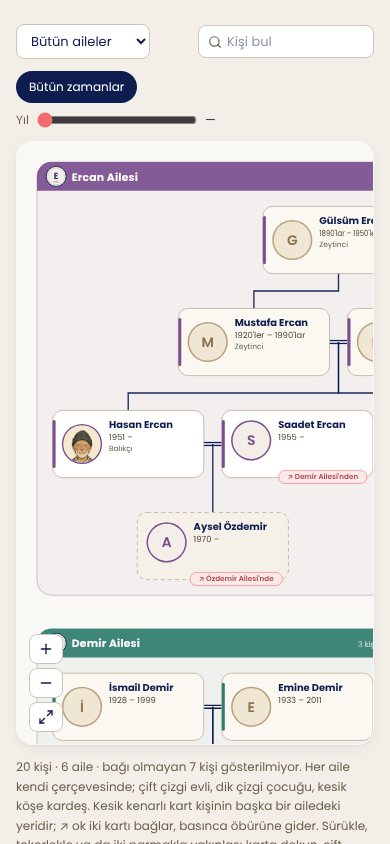 Bütün aileler
Kişi bul
Bütün zamanlar
Yıl –
E Ercan Ailesi
G
Gülsüm
1890'lar –
Zeytinci
M
Mustafa Ercan
1920'ler – 1990'lar
Zeytinci
Hasan Ercan
1951 –
Balıkçı
S
Saadet Ercan
1955 –
↗ Demir Ailesi'nden
A
Aysel Özdemir
1970 –
↗ Özdemir Ailesi'nde
Demir Ailesi
3
İ
İsmail Demir
1928 – 1999
E
Emine Demir
1933 – 2011
+
−
20 kişi · 6 aile · bağı olmayan 7 kişi gösterilmiyor. Her aile
kendi çerçevesinde; çift çizgi evli, dik çizgi çocuğu, kesik
köşe kardeş. Kesik kenarlı kart kişinin başka bir ailedeki
yeridir; ↗ ok iki kartı bağlar, basınca öbürüne gider. Sürükle,